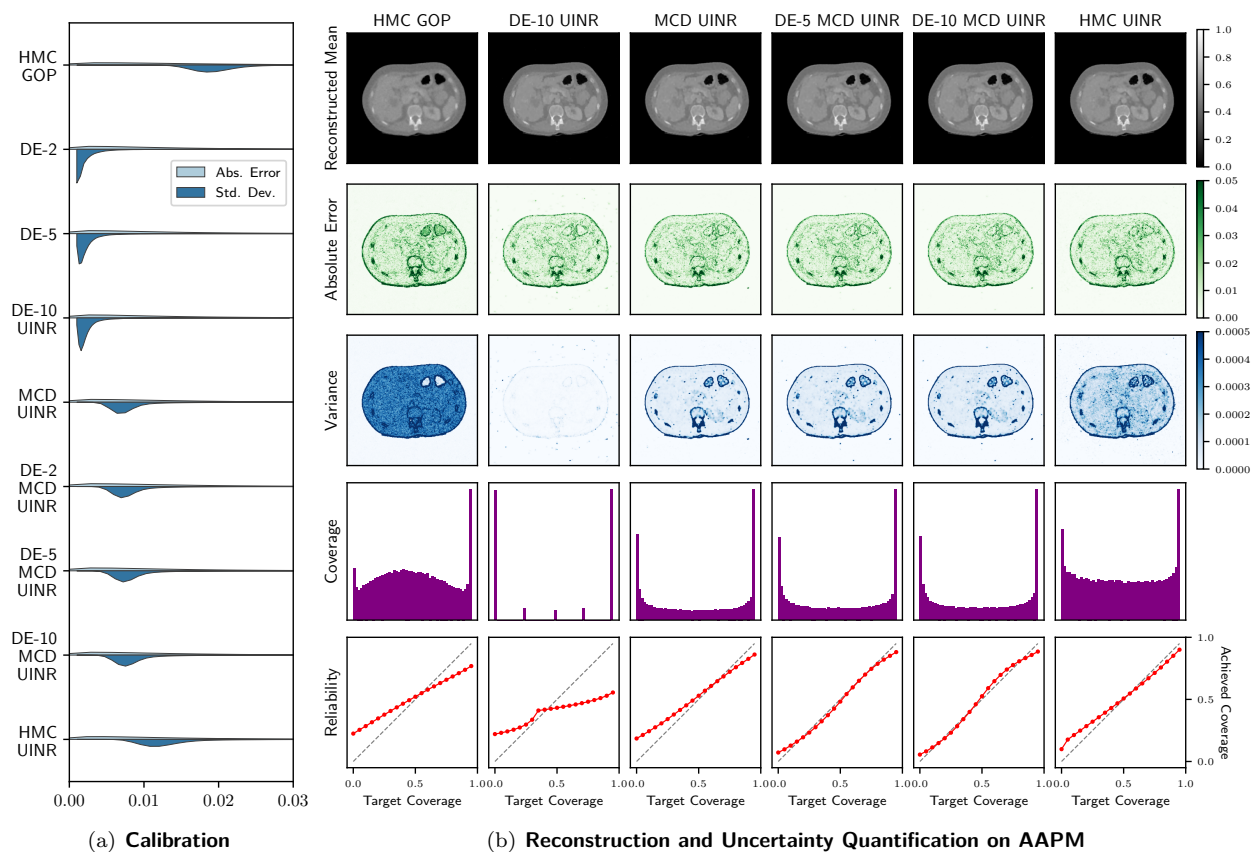 HMC GOP
DE-10 UINR
MCD UINR
DE-5 MCD UINR
DE-10 MCD UINR
HMC UINR
HMC
GOP
DE-2
Abs. Error
Std. Dev.
DE-5
DE-10
UINR
MCD
UINR
DE-2
MCD
UINR
DE-5
MCD
UINR
DE-10
MCD
UINR
HMC
UINR
0.00 0.01 0.02 0.03
(a) Calibration
Reconstructed Mean
1.0
0.8
0.6
0.4
0.2
0.0
Absolute Error
0.05
0.04
0.03
0.02
0.01
0.00
Variance
0.0005
0.0004
0.0003
0.0002
0.0001
0.0000
Coverage
Reliability
1.0
0.5
0.0
Achieved Coverage
0.0 0.5 1.0 0.0 0.5 1.0 0.0 0.5 1.0 0.0 0.5 1.0 0.0 0.5 1.0 0.0 0.5 1.0
Target Coverage Target Coverage Target Coverage Target Coverage Target Coverage Target Coverage
(b) Reconstruction and Uncertainty Quantification on AAPM